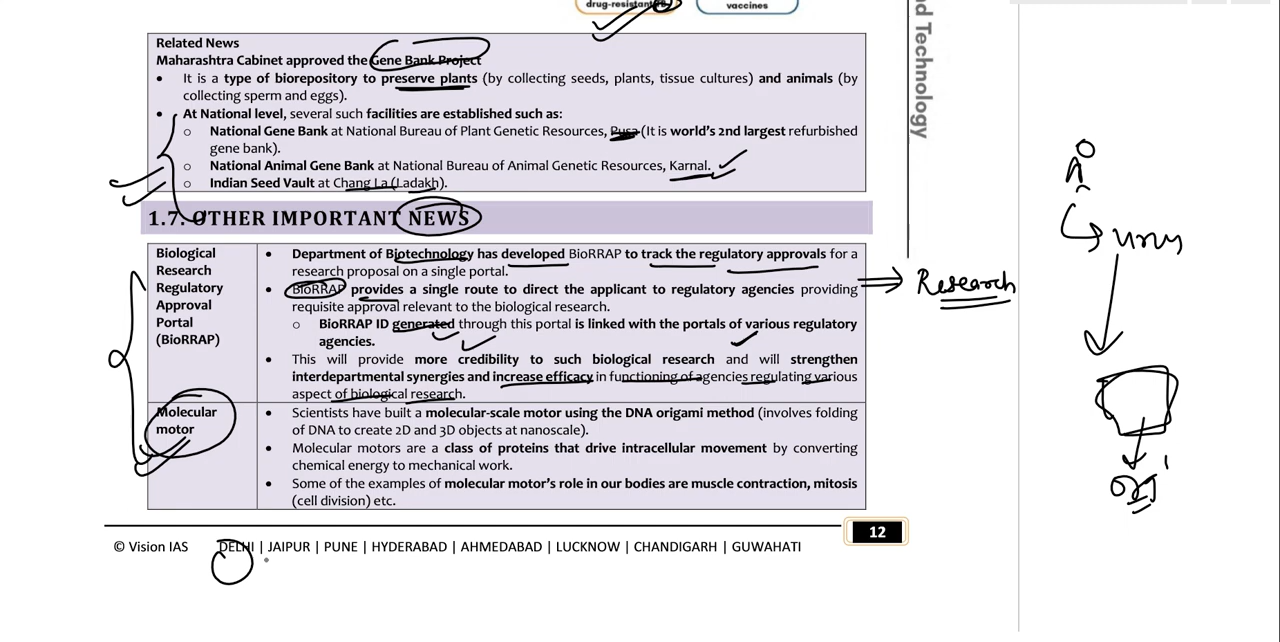 drug-resistant TB
vaccines
nd Technology
Related News
Maharashtra Cabinet approved the Gene Bank Project
• It is a type of biorepository to preserve plants (by collecting seeds, plants, tissue cultures) and animals (by
collecting sperm and eggs).
• At National level, several such facilities are established such as:
o National Gene Bank at National Bureau of Plant Genetic Resources, Pusa (It is world's 2nd largest refurbished
gene bank).
o National Animal Gene Bank at National Bureau of Animal Genetic Resources, Karnal.
o Indian Seed Vault at Chang La (Ladakh).
1.7. OTHER IMPORTANT NEWS
Biological
Research
Regulatory
Approval
Portal
(BioRRAP)
• Department of Biotechnology has developed BioRRAP to track the regulatory approvals for a
research proposal on a single portal.
• BioRRAP provides a single route to direct the applicant to regulatory agencies providing
requisite approval relevant to the biological research.
o BioRRAP ID generated through this portal is linked with the portals of various regulatory
agencies.
• This will provide more credibility to such biological research and will strengthen
interdepartmental synergies and increase efficacy in functioning of agencies regulating various
aspect of biological research.
Research
Molecular
motor
• Scientists have built a molecular-scale motor using the DNA origami method (involves folding
of DNA to create 2D and 3D objects at nanoscale).
• Molecular motors are a class of proteins that drive intracellular movement by converting
chemical energy to mechanical work.
• Some of the examples of molecular motor's role in our bodies are muscle contraction, mitosis
(cell division) etc.
12
© Vision IAS DELHI | JAIPUR | PUNE | HYDERABAD | AHMEDABAD | LUCKNOW | CHANDIGARH | GUWAHATI